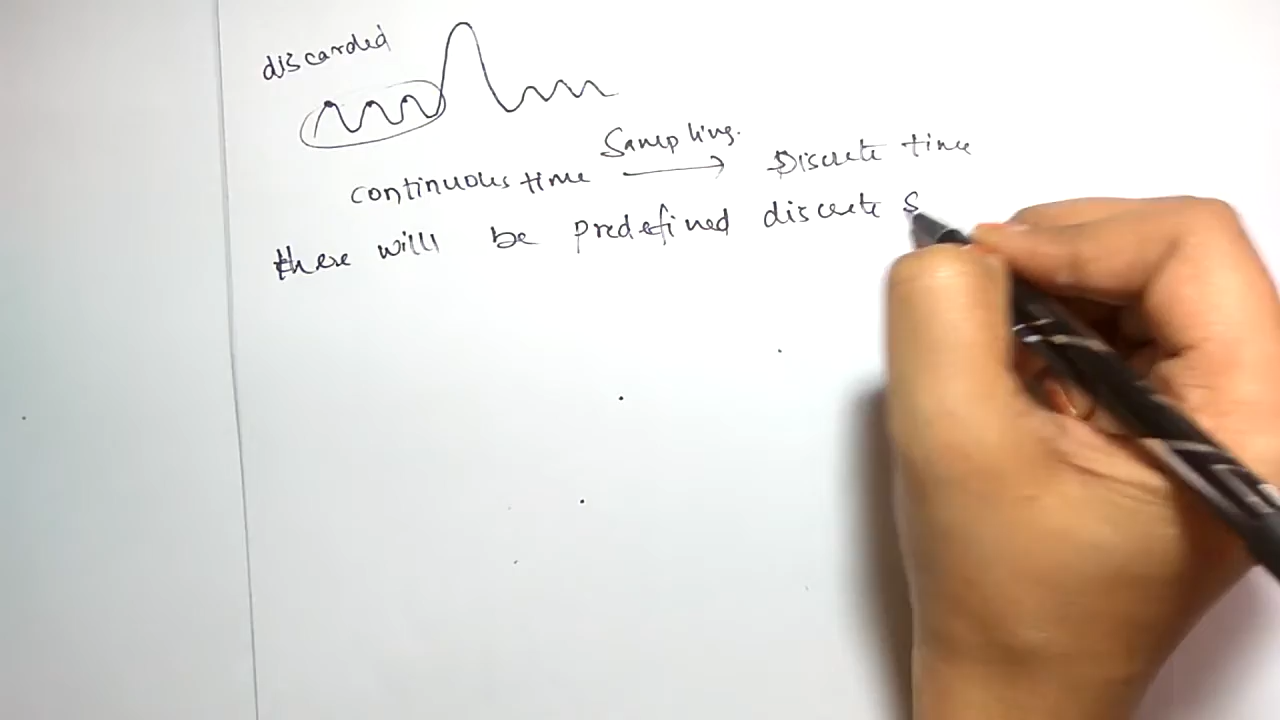 discarded
Sampling.
continuous time → Discrete time
there will be predefined discrete s